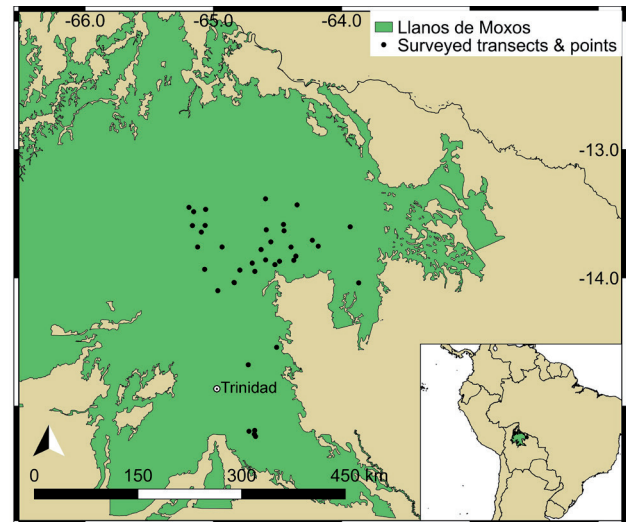 -66.0 -65.0 -64.0
Llanos de Moxos
Surveyed transects & points
-13.0
-14.0
Trinidad
0 150 300 450 km